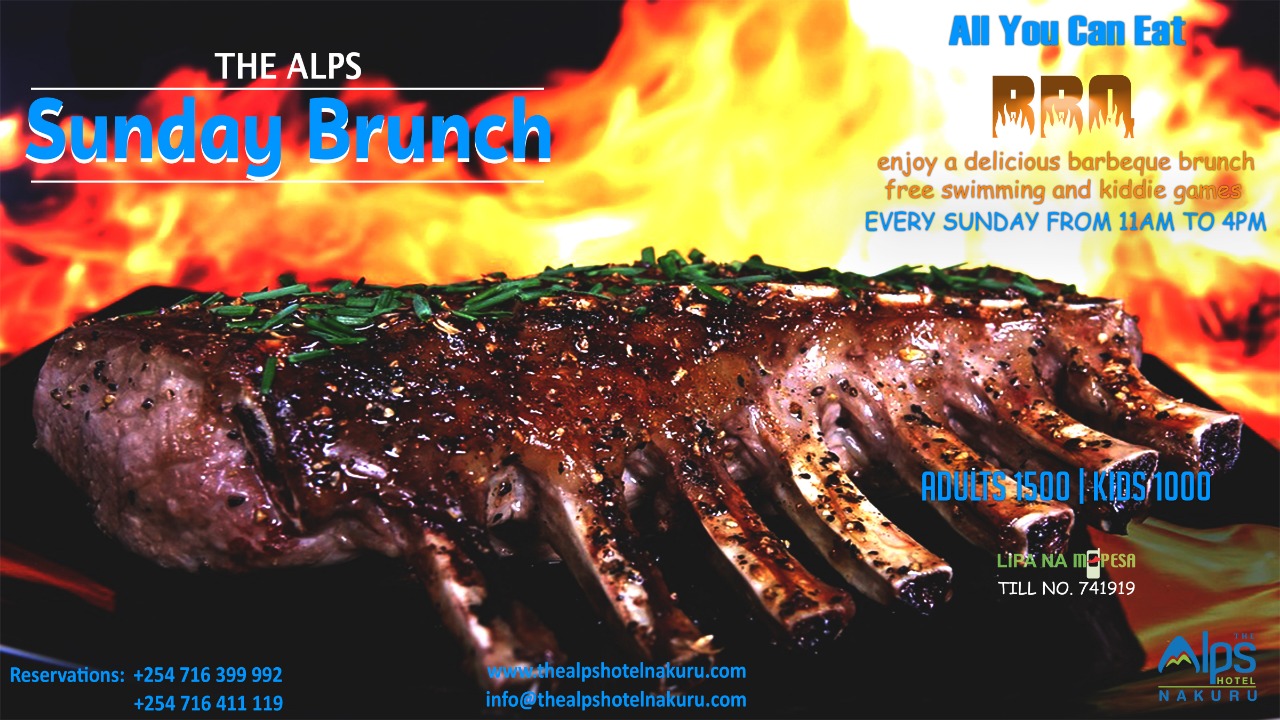 THE ALPS
Sunday Brunch
All You Can Eat
BBQ
enjoy a delicious barbeque brunch
free swimming and kiddie games
EVERY SUNDAY FROM 11AM TO 4PM
ADULTS 1500 | KIDS 1000
LIPA NA M-PESA
TILL NO. 741919
Reservations: +254 716 399 992
+254 716 411 119
www.thealpshotelnakuru.com
info@thealpshotelnakuru.com
THE
Alps
HOTEL
NAKURU